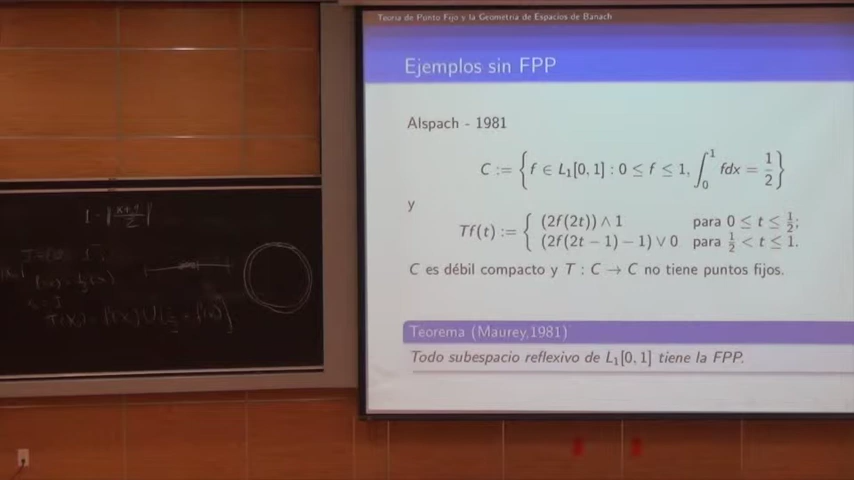 Teoría de Punto Fijo y la Geometría de Espacios de Banach
Ejemplos sin FPP
Alspach - 1981
C := { f ∈ L₁[0, 1] : 0 ≤ f ≤ 1, ∫₀¹ fdx = 1/2 }
y
Tf(t) := { (2f(2t)) ∧ 1 para 0 ≤ t ≤ 1/2;
(2f(2t − 1) − 1) ∨ 0 para 1/2 < t ≤ 1.
C es débil compacto y T : C → C no tiene puntos fijos.
Teorema (Maurey,1981)
Todo subespacio reflexivo de L₁[0, 1] tiene la FPP.